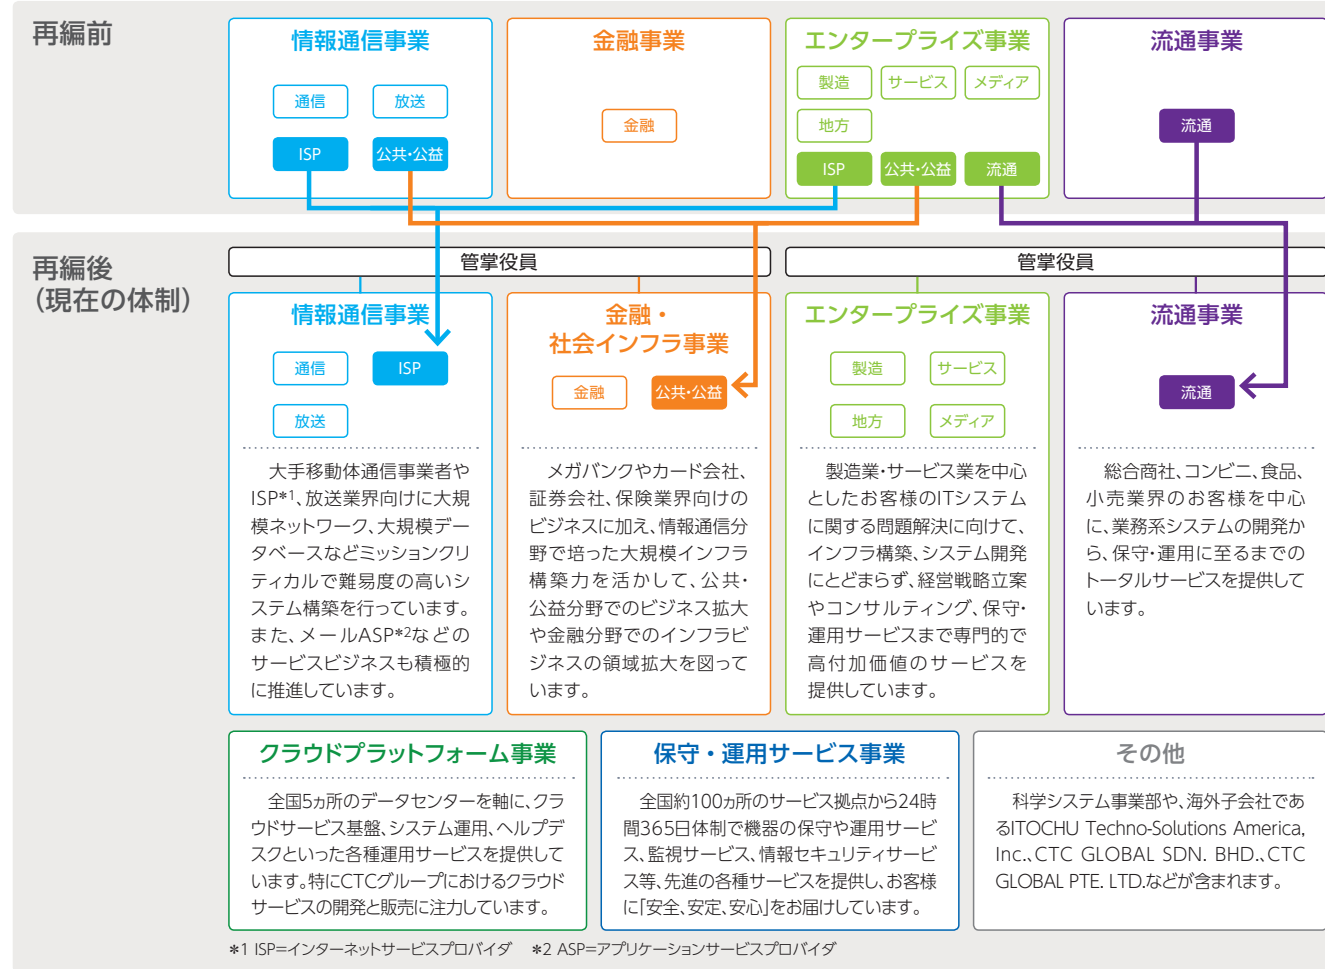 再編前
情報通信事業
通信
放送
ISP
公共・公益
金融事業
金融
エンタープライズ事業
製造
サービス
メディア
地方
ISP
公共・公益
流通
流通事業
流通
再編後
（現在の体制）
管掌役員
管掌役員
情報通信事業
通信
ISP
放送
大手移動体通信事業者や
ISP*1、放送業界向けに大規
模ネットワーク、大規模デー
タベースなどミッションクリ
ティカルで難易度の高いシ
ステム構築を行っています。
また、メールASP*2などの
サービスビジネスも積極的
に推進しています。
金融・
社会インフラ事業
金融
公共・公益
メガバンクやカード会社、
証券会社、保険業界向けの
ビジネスに加え、情報通信分
野で培った大規模インフラ
構築力を活かして、公共・
公益分野でのビジネス拡大
や金融分野でのインフラビ
ジネスの領域拡大を図って
います。
エンタープライズ事業
製造
サービス
地方
メディア
製造業・サービス業を中心
としたお客様のITシステム
に関する問題解決に向けて、
インフラ構築、システム開発
にとどまらず、経営戦略立案
やコンサルティング、保守・
運用サービスまで専門的で
高付加価値のサービスを
提供しています。
流通事業
流通
総合商社、コンビニ、食品、
小売業界のお客様を中心
に、業務系システムの開発か
ら、保守・運用に至るまでの
トータルサービスを提供して
います。
クラウドプラットフォーム事業
全国5ヵ所のデータセンターを軸に、クラ
ウドサービス基盤、システム運用、ヘルプデ
スクといった各種運用サービスを提供して
います。特にCTCグループにおけるクラウド
サービスの開発と販売に注力しています。
保守・運用サービス事業
全国約100ヵ所のサービス拠点から24時
間365日体制で機器の保守や運用サービ
ス、監視サービス、情報セキュリティサービ
ス等、先進の各種サービスを提供し、お客様
に「安全、安定、安心」をお届けしています。
その他
科学システム事業部や、海外子会社であ
るITOCHU Techno-Solutions America,
Inc.、CTC GLOBAL SDN. BHD.、CTC
GLOBAL PTE. LTD.などが含まれます。
*1 ISP=インターネットサービスプロバイダ *2 ASP=アプリケーションサービスプロバイダ